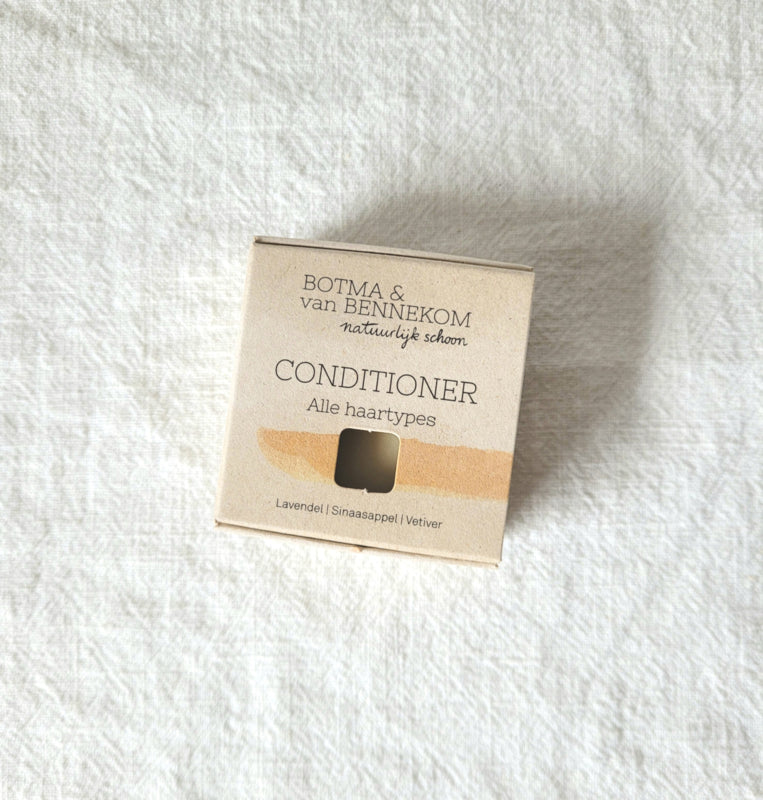 BOTMA &
van BENNEKOM
natuurlijk schoon
CONDITIONER
Alle haartypes
Lavendel | Sinaasappel | Vetiver